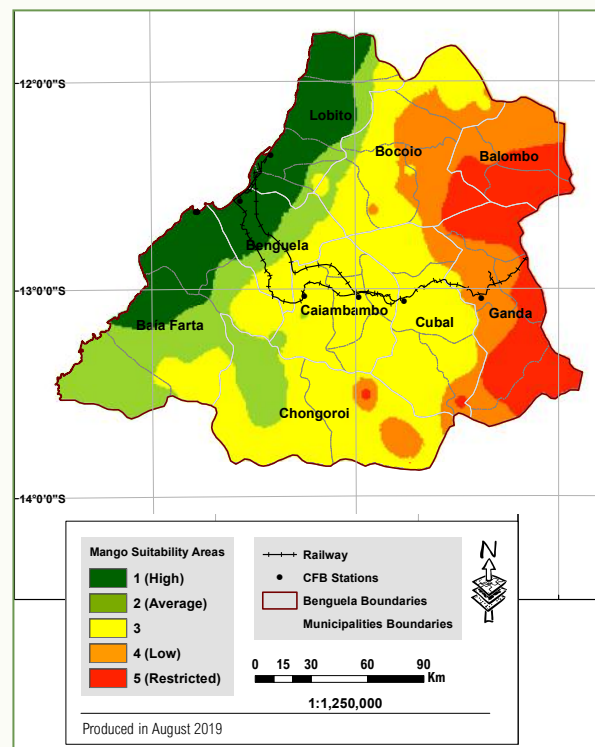 12°0'0"S
Lobito
Bocoio
Balombo
Benguela
13°0'0"S
Caiambambo
Ganda
Baía Farta
Cubal
Chongoroi
14°0'0"S
Mango Suitability Areas
1 (High)
2 (Average)
3
4 (Low)
5 (Restricted)
Railway
CFB Stations
Benguela Boundaries
Municipalities Boundaries
N
0 15 30 60 90
Km
1:1,250,000
Produced in August 2019